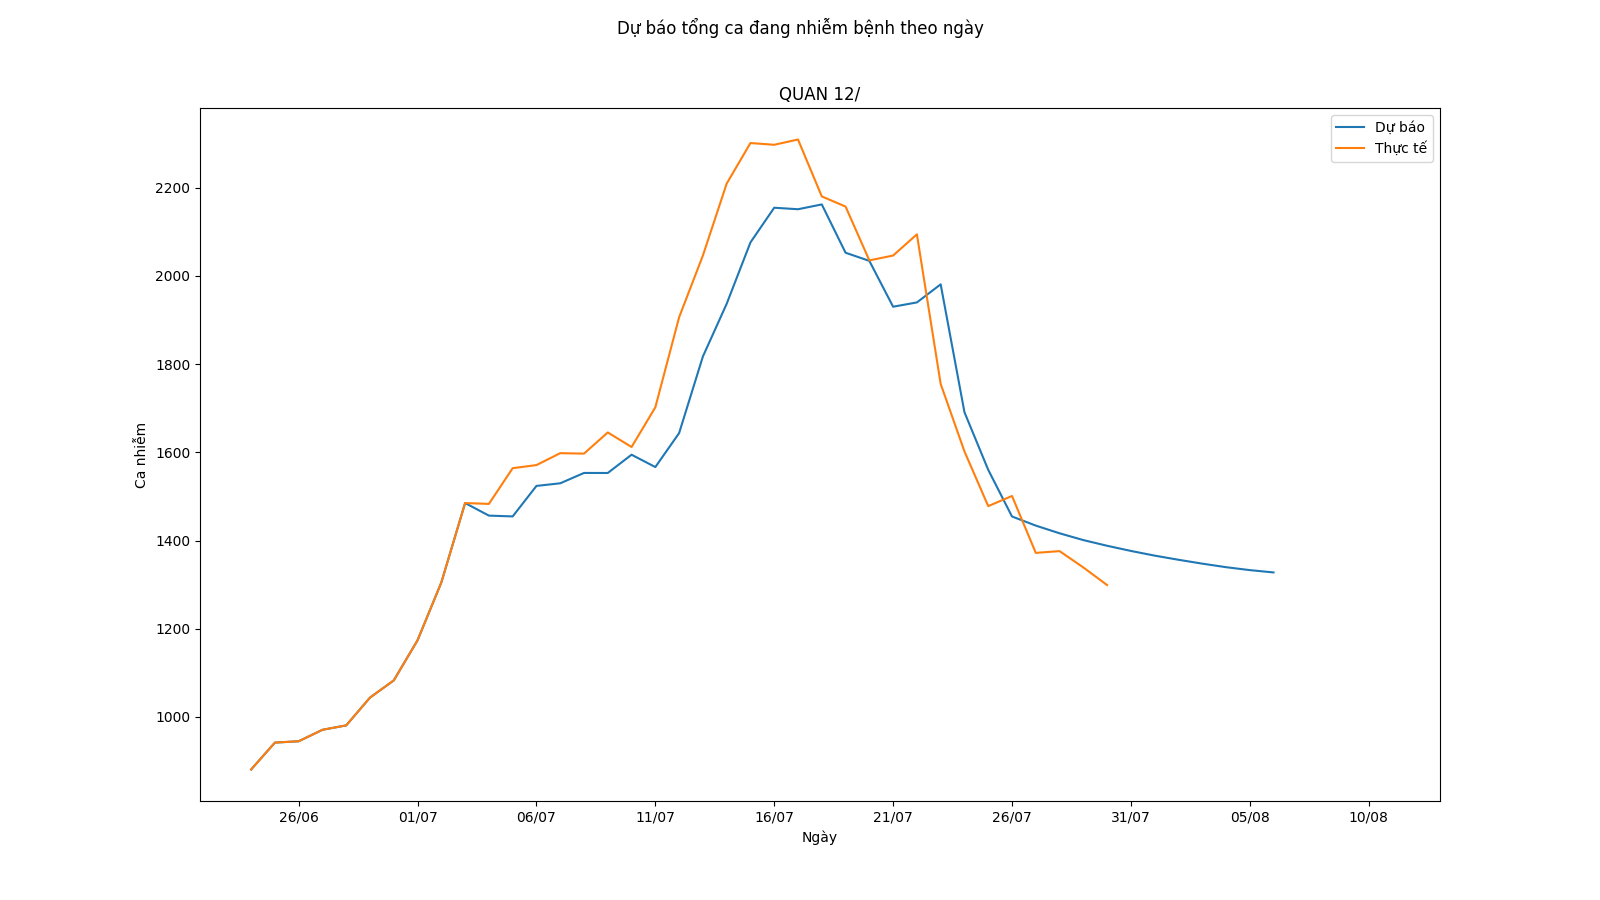 Dự báo tổng ca đang nhiễm bệnh theo ngày
QUAN 12/
Dự báo
Thực tế
2200
2000
1800
1600
1400
1200
1000
Ca nhiễm
26/06 01/07 06/07 11/07 16/07 21/07 26/07 31/07 05/08 10/08
Ngày